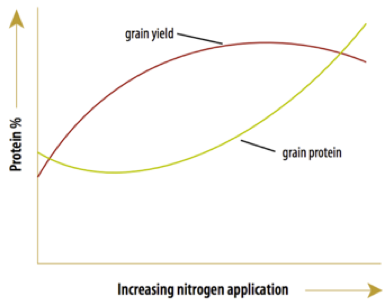 grain yield
Protein %
grain protein
Increasing nitrogen application